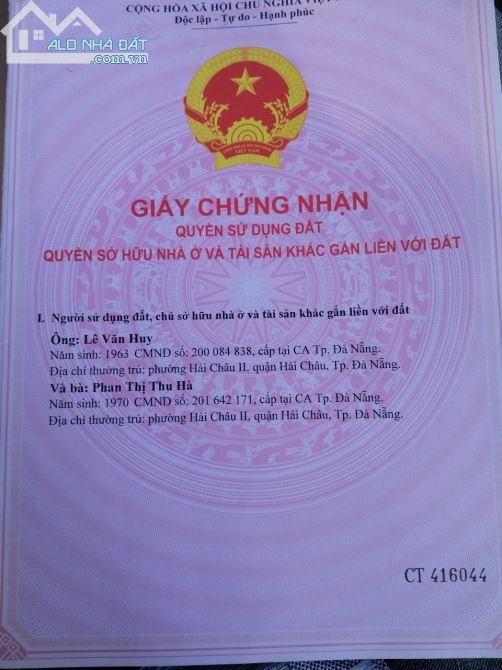 ALO NHÀ ĐẤT
.com.vn
CỘNG HÒA XÃ HỘI CHỦ NGHĨA VIỆT
Độc lập - Tự do - Hạnh phúc
VIỆT NAM
GIẤY CHỨNG NHẬN
QUYỀN SỬ DỤNG ĐẤT
QUYỀN SỞ HỮU NHÀ Ở VÀ TÀI SẢN KHÁC GẮN LIỀN VỚI ĐẤT
I. Người sử dụng đất, chủ sở hữu nhà ở và tài sản khác gắn liền với đất
Ông: Lê Văn Huy
Năm sinh: 1963 CMND số: 200 084 838, cấp tại CA Tp. Đà Nẵng.
Địa chỉ thường trú: phường Hải Châu II, quận Hải Châu, Tp. Đà Nẵng.
Và bà: Phan Thị Thu Hà
Năm sinh: 1970 CMND số: 201 642 171, cấp tại CA Tp. Đà Nẵng.
Địa chỉ thường trú: phường Hải Châu II, quận Hải Châu, Tp. Đà Nẵng.
CT 416044